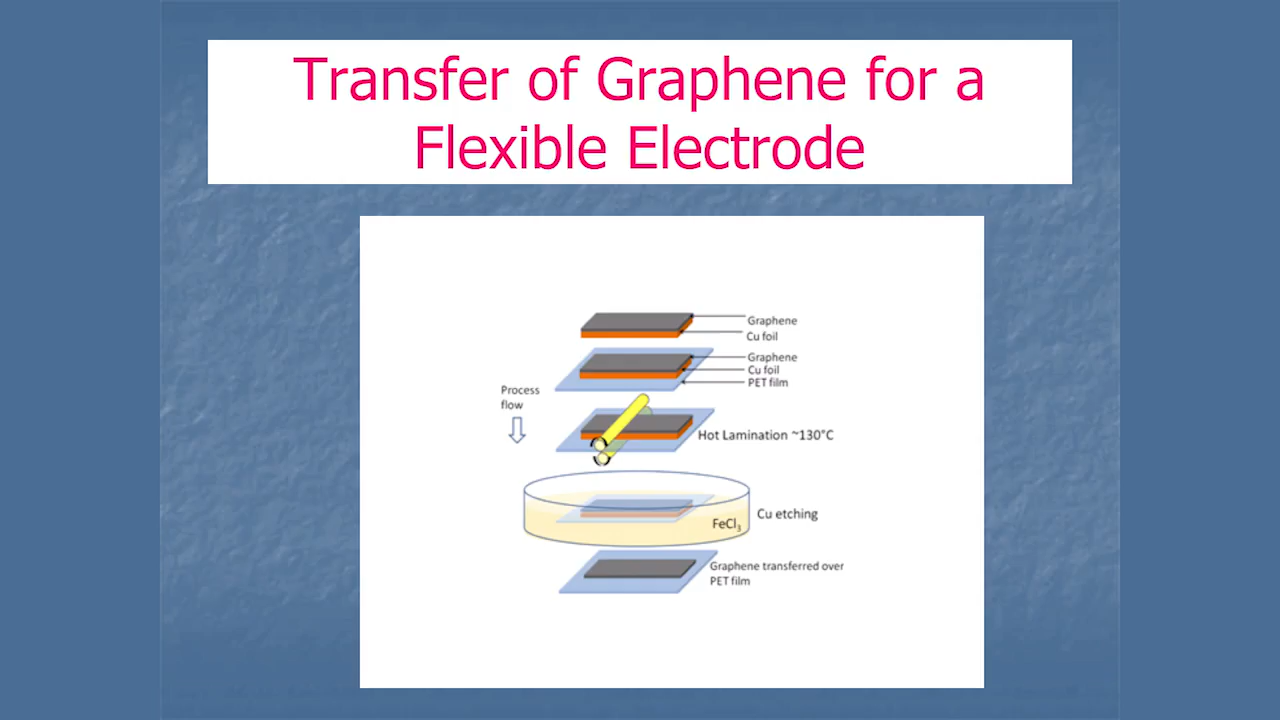 Transfer of Graphene for a
Flexible Electrode
Graphene
Cu foil
Graphene
Cu foil
PET film
Process
flow
Hot Lamination ~130°C
Cu etching
FeCl₃
Graphene transferred over
PET film